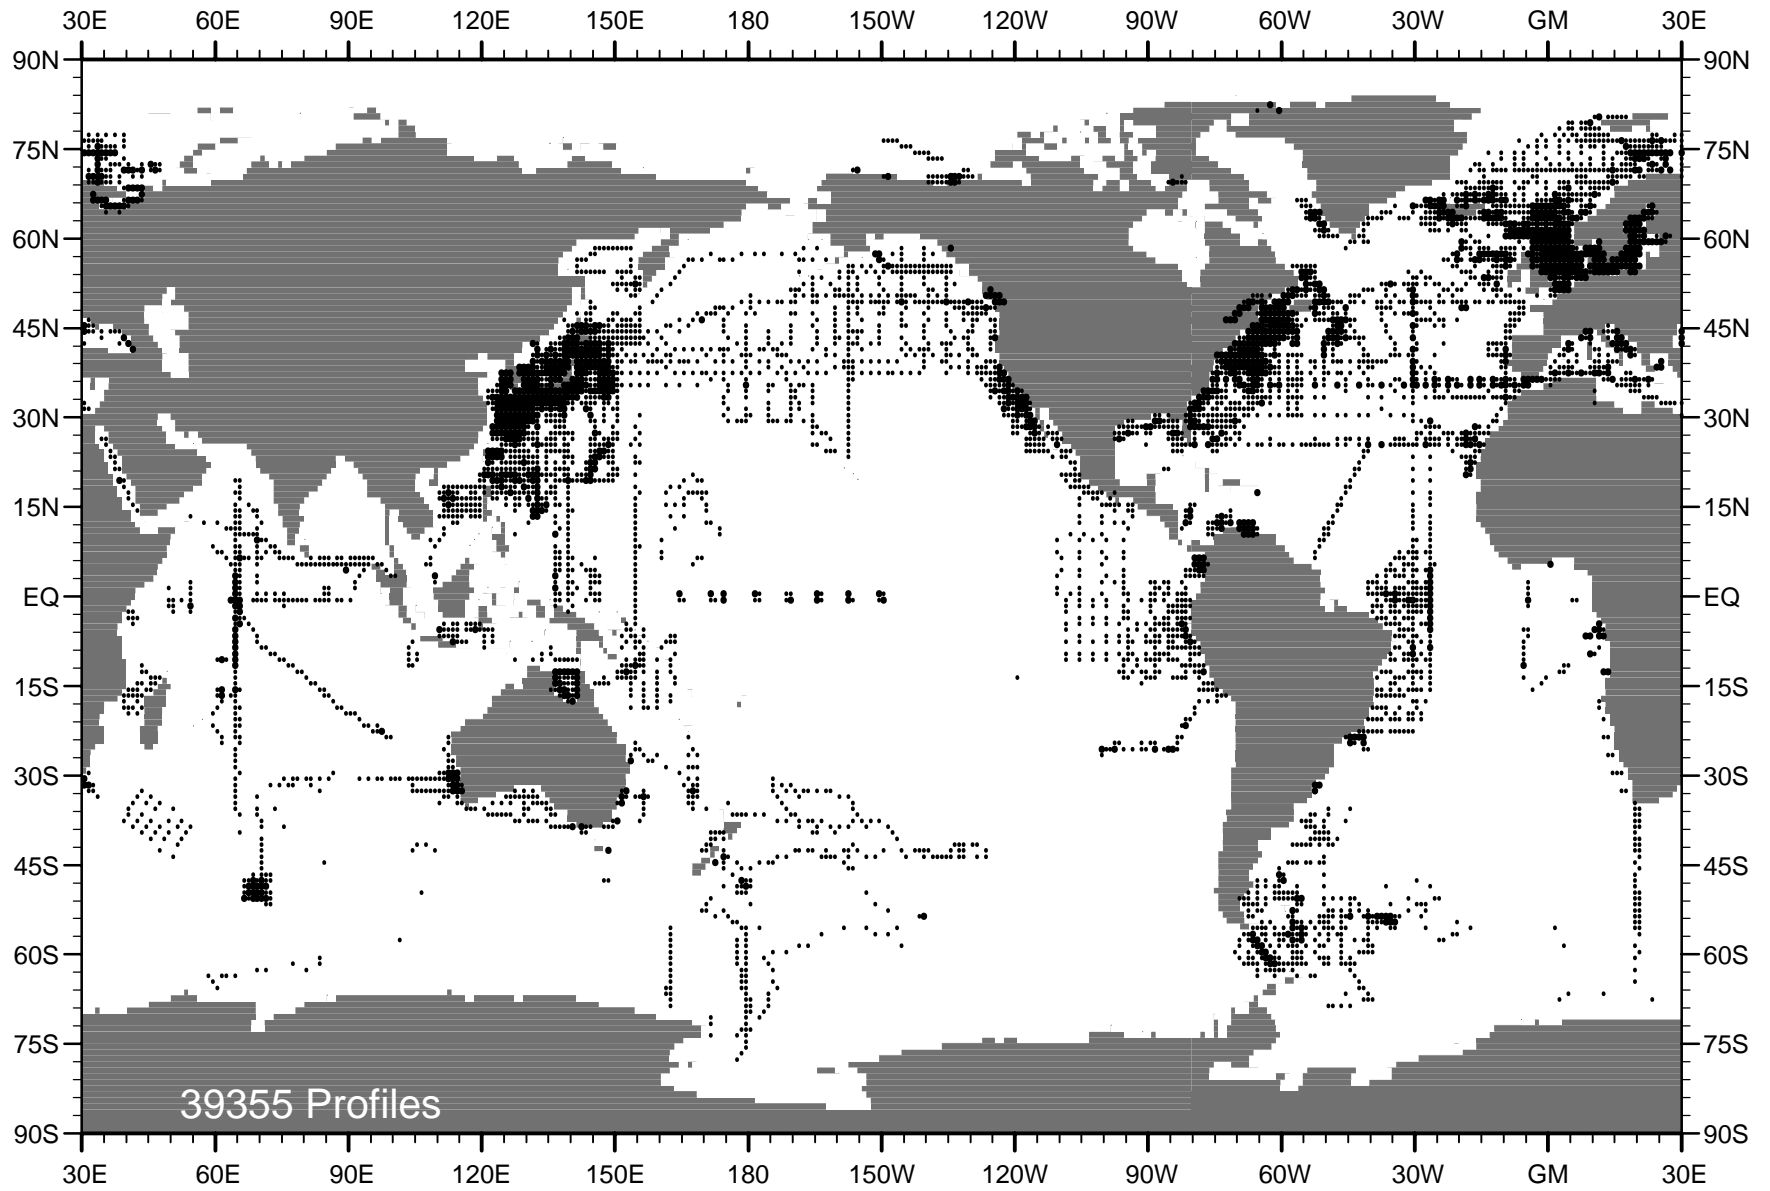 30E 60E 90E 120E 150E 180 150W 120W 90W 60W 30W GM 30E
90N 90N
75N 75N
60N 60N
45N 45N
30N 30N
15N 15N
EQ EQ
15S 15S
30S 30S
45S 45S
60S 60S
75S 75S
39355 Profiles
90S 90S
30E 60E 90E 120E 150E 180 150W 120W 90W 60W 30W GM 30E